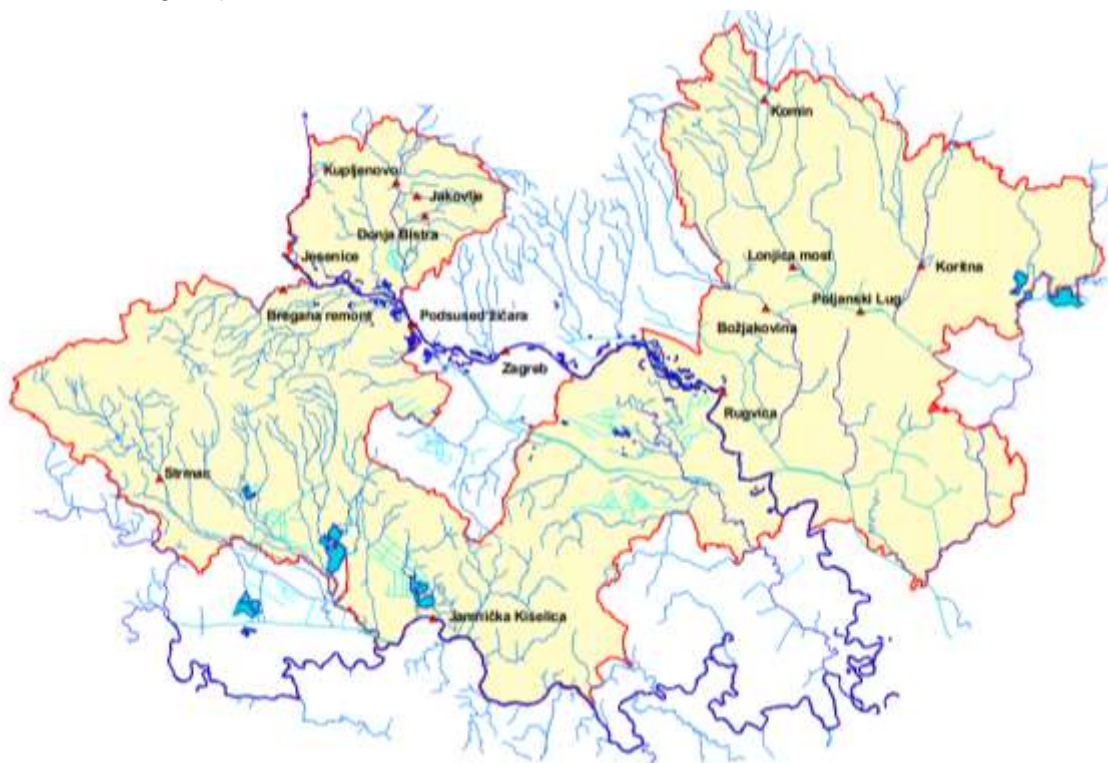 Komin
Kupljenovo
Jakovlje
Donja Bistra
Jesenice
Lonjica most
Koritna
Bregana remont
Podsused žičara
Poljanski Lug
Božjakovina
Zagreb
Rugvica
Strmec
Jamnička Kiselica